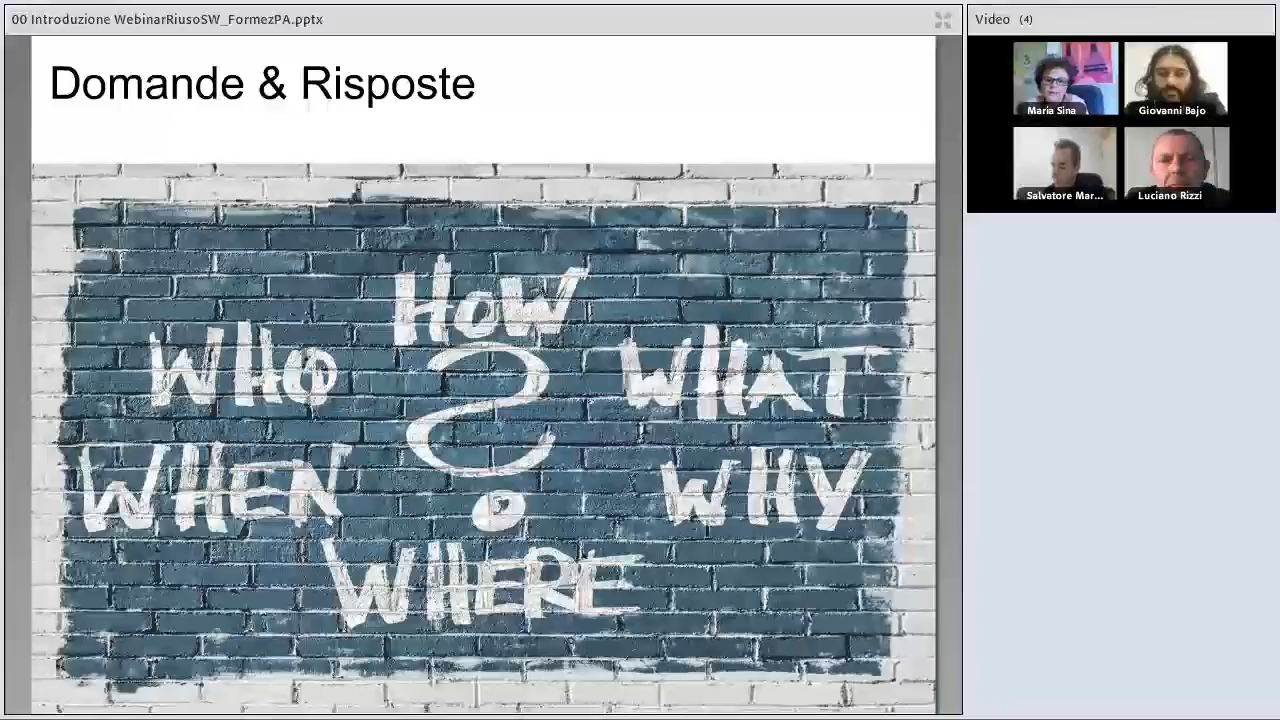 00 Introduzione WebinarRiusoSW_FormezPA.pptx
Video (4)
Maria Sina
Giovanni Bajo
Salvatore Mar...
Luciano Rizzi
Domande & Risposte
HOW
WHO
WHAT
?
WHEN
WHY
WHERE
3